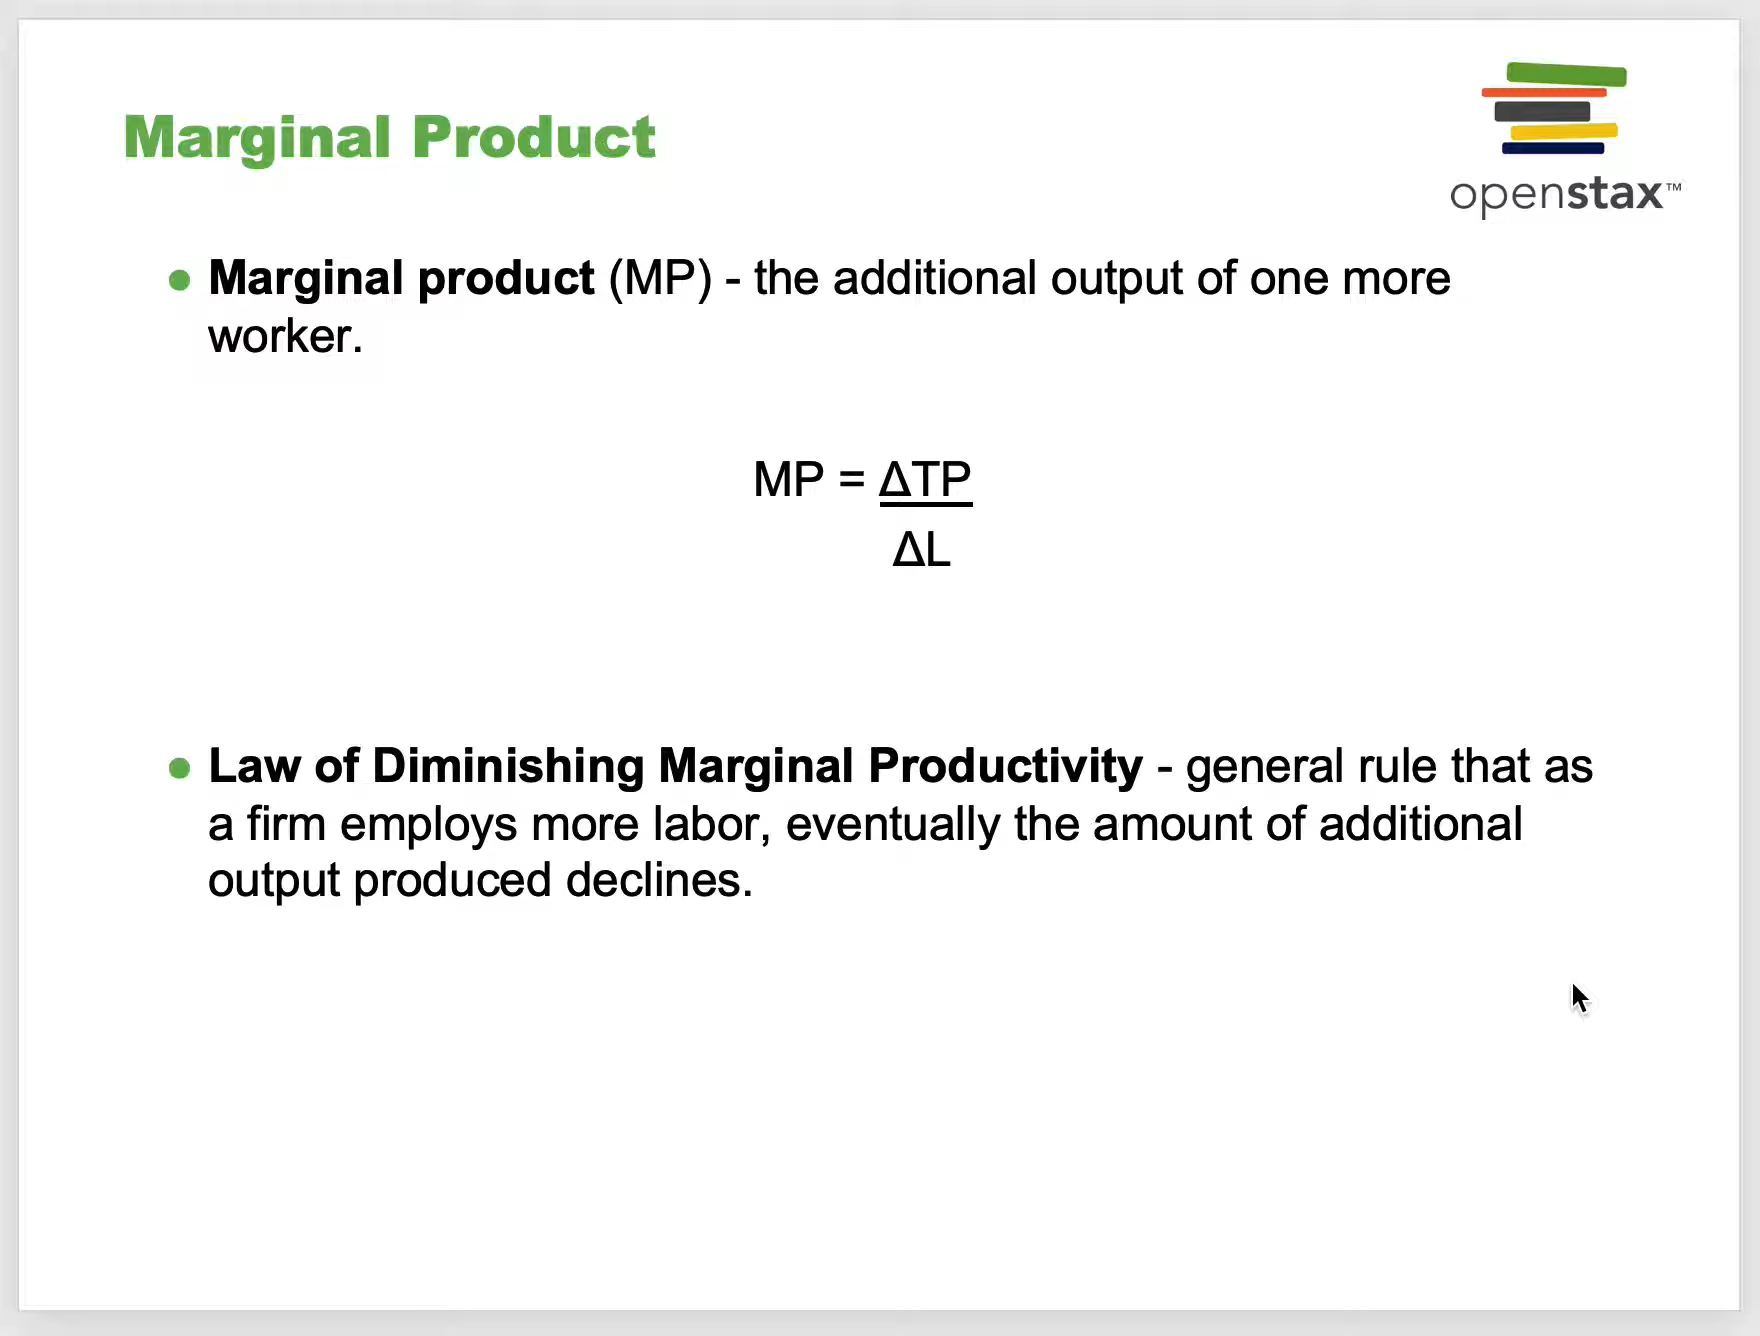 Marginal Product
openstax™
Marginal product (MP) - the additional output of one more
worker.
MP = ΔTP
ΔL
Law of Diminishing Marginal Productivity - general rule that as
a firm employs more labor, eventually the amount of additional
output produced declines.